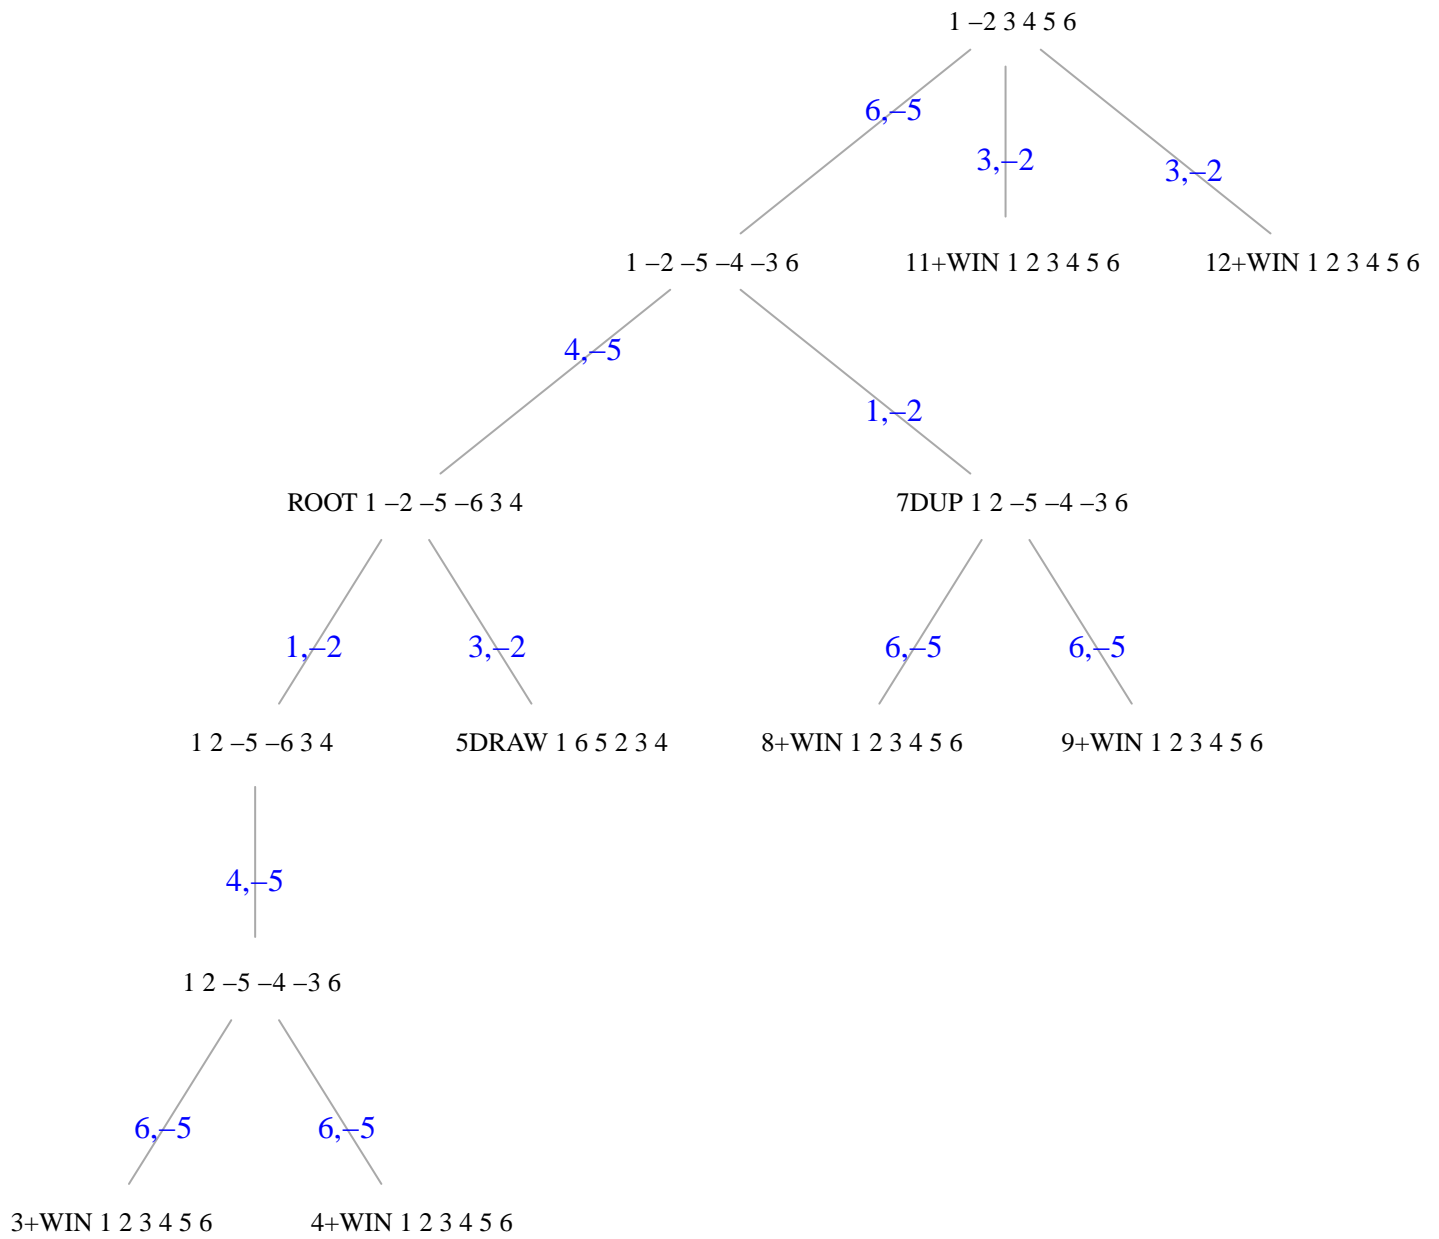 1 –2 3 4 5 6
6,–5
3,–2
3,–2
1 –2 –5 –4 –3 6
11+WIN 1 2 3 4 5 6
12+WIN 1 2 3 4 5 6
4,–5
1,–2
ROOT 1 –2 –5 –6 3 4
7DUP 1 2 –5 –4 –3 6
1,–2
3,–2
6,–5
6,–5
1 2 –5 –6 3 4
5DRAW 1 6 5 2 3 4
8+WIN 1 2 3 4 5 6
9+WIN 1 2 3 4 5 6
4,–5
1 2 –5 –4 –3 6
6,–5
6,–5
3+WIN 1 2 3 4 5 6
4+WIN 1 2 3 4 5 6